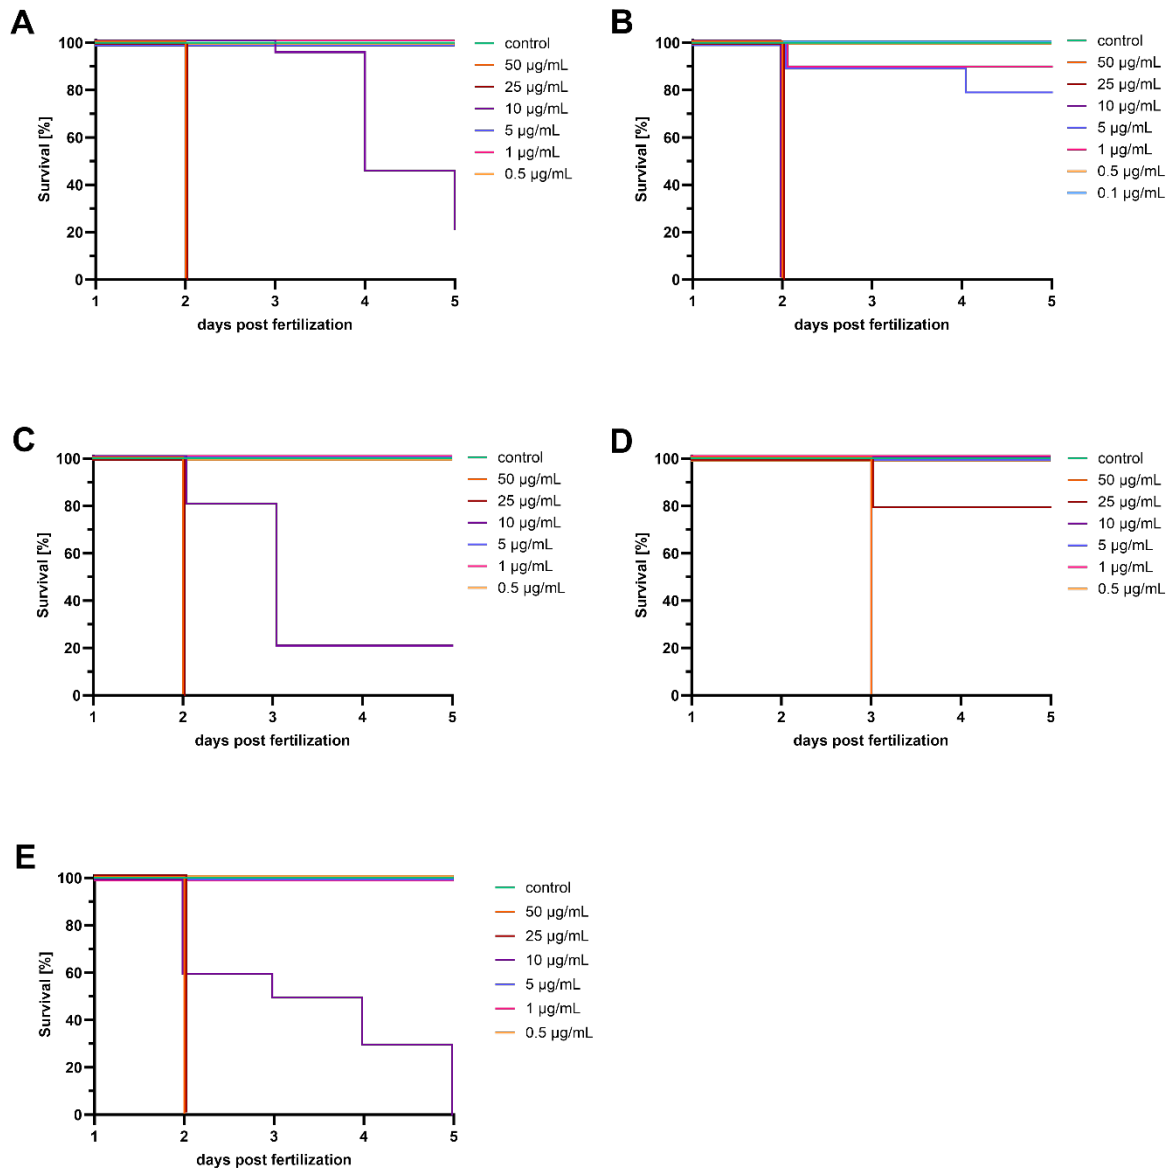 A
Survival [%]
100
80
60
40
20
0
1 2 3 4 5
days post fertilization
control
50 µg/mL
25 µg/mL
10 µg/mL
5 µg/mL
1 µg/mL
0.5 µg/mL
B
Survival [%]
100
80
60
40
20
0
1 2 3 4 5
days post fertilization
control
50 µg/mL
25 µg/mL
10 µg/mL
5 µg/mL
1 µg/mL
0.5 µg/mL
0.1 µg/mL
C
Survival [%]
100
80
60
40
20
0
1 2 3 4 5
days post fertilization
control
50 µg/mL
25 µg/mL
10 µg/mL
5 µg/mL
1 µg/mL
0.5 µg/mL
D
Survival [%]
100
80
60
40
20
0
1 2 3 4 5
days post fertilization
control
50 µg/mL
25 µg/mL
10 µg/mL
5 µg/mL
1 µg/mL
0.5 µg/mL
E
Survival [%]
100
80
60
40
20
0
1 2 3 4 5
days post fertilization
control
50 µg/mL
25 µg/mL
10 µg/mL
5 µg/mL
1 µg/mL
0.5 µg/mL